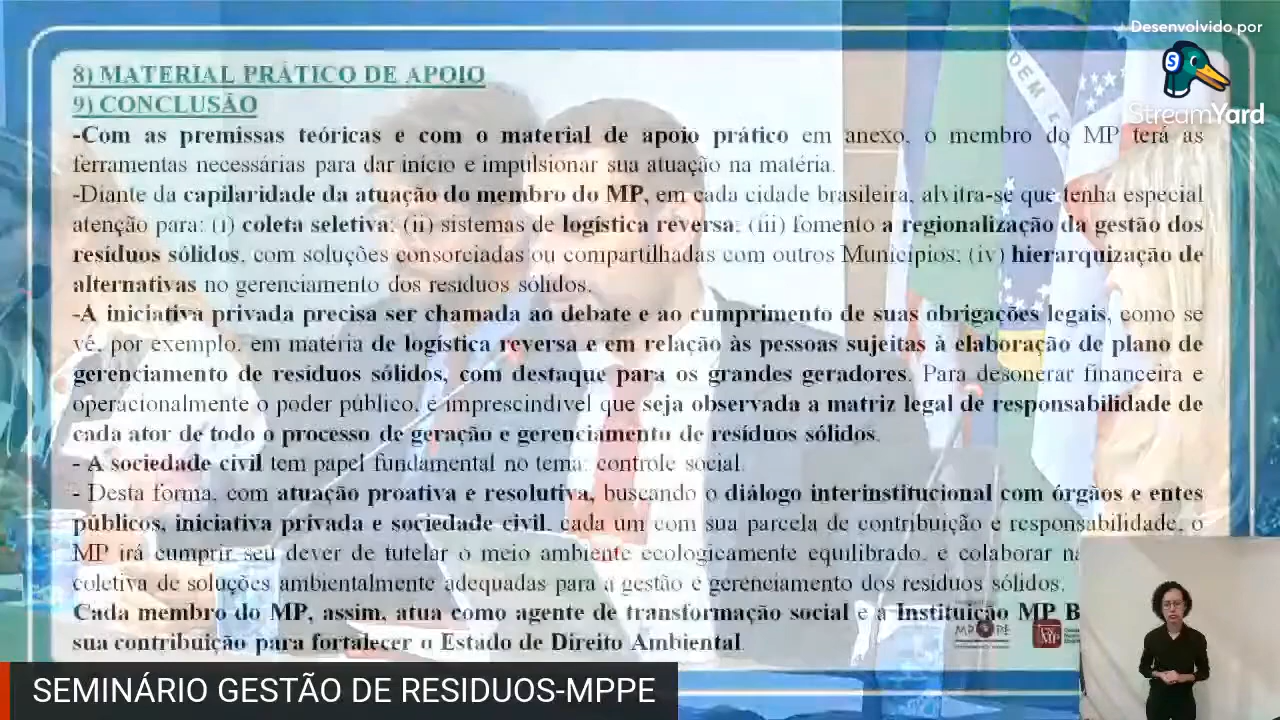 Desenvolvido por
StreamYard
8) MATERIAL PRÁTICO DE APOIO
9) CONCLUSÃO
-Com as premissas teóricas e com o material de apoio prático em anexo, o membro do MP terá as
ferramentas necessárias para dar início e impulsionar sua atuação na matéria.
-Diante da capilaridade da atuação do membro do MP, em cada cidade brasileira, alvitra-se que tenha especial
atenção para: (i) coleta seletiva; (ii) sistemas de logística reversa; (iii) fomento a regionalização da gestão dos
resíduos sólidos, com soluções consorciadas ou compartilhadas com outros Municípios; (iv) hierarquização de
alternativas no gerenciamento dos resíduos sólidos.
-A iniciativa privada precisa ser chamada ao debate e ao cumprimento de suas obrigações legais, como se
vê, por exemplo, em matéria de logística reversa e em relação às pessoas sujeitas à elaboração de plano de
gerenciamento de resíduos sólidos, com destaque para os grandes geradores. Para desonerar financeira e
operacionalmente o poder público, é imprescindível que seja observada a matriz legal de responsabilidade de
cada ator de todo o processo de geração e gerenciamento de resíduos sólidos.
- A sociedade civil tem papel fundamental no tema: controle social.
- Desta forma, com atuação proativa e resolutiva, buscando o diálogo interinstitucional com órgãos e entes
públicos, iniciativa privada e sociedade civil, cada um com sua parcela de contribuição e responsabilidade, o
MP irá cumprir seu dever de tutelar o meio ambiente ecologicamente equilibrado, e colaborar
coletiva de soluções ambientalmente adequadas para a gestão e gerenciamento dos resíduos sólidos.
Cada membro do MP, assim, atua como agente de transformação social e a Instituição MP B
sua contribuição para fortalecer o Estado de Direito Ambiental.
SEMINÁRIO GESTÃO DE RESIDUOS-MPPE